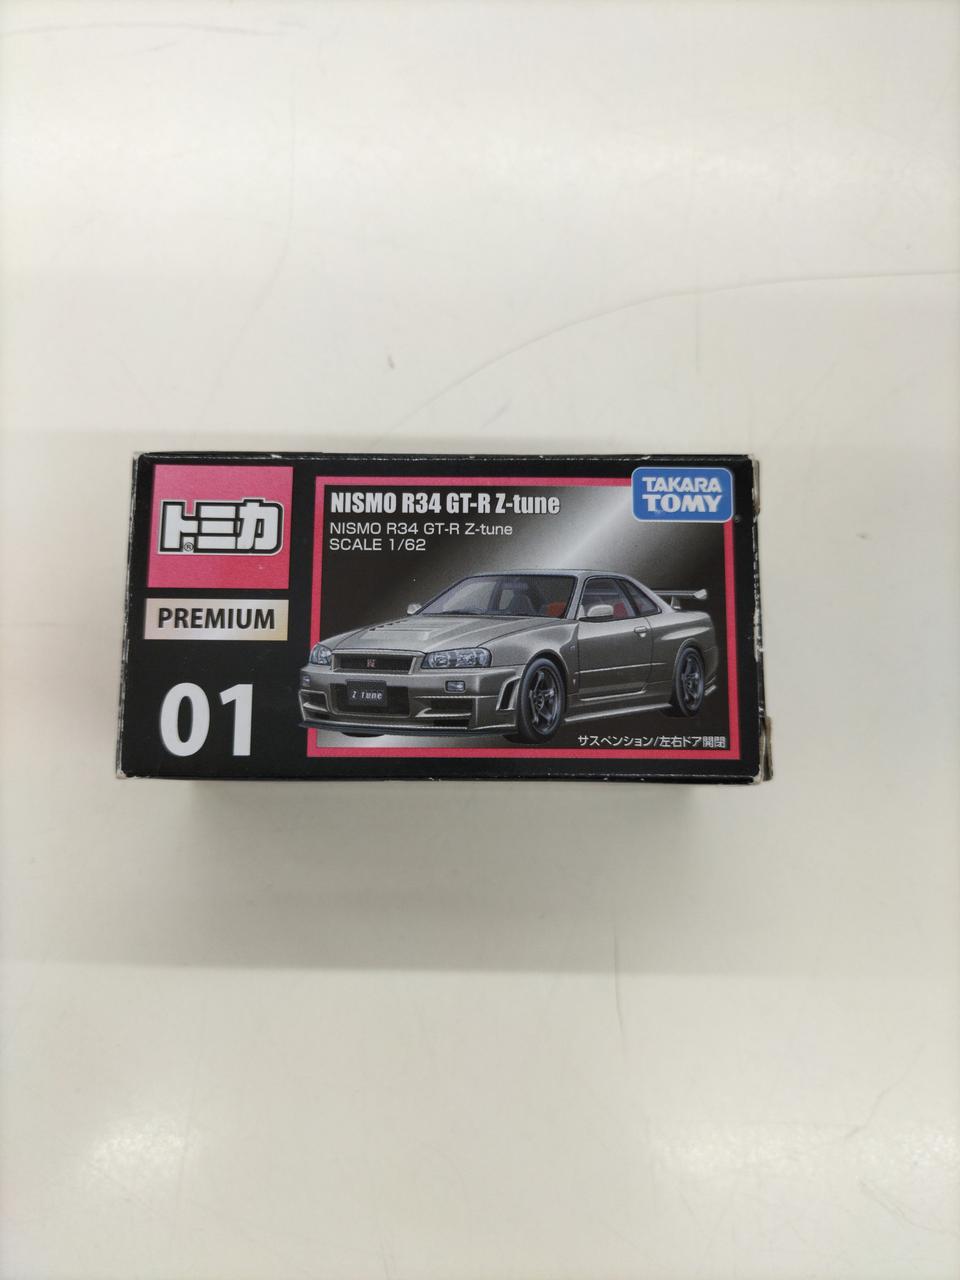 トミカ®
PREMIUM
01
NISMO R34 GT-R Z-tune
NISMO R34 GT-R Z-tune
SCALE 1/62
TAKARA
TOMY
Z tune
サスペンション/左右ドア開閉